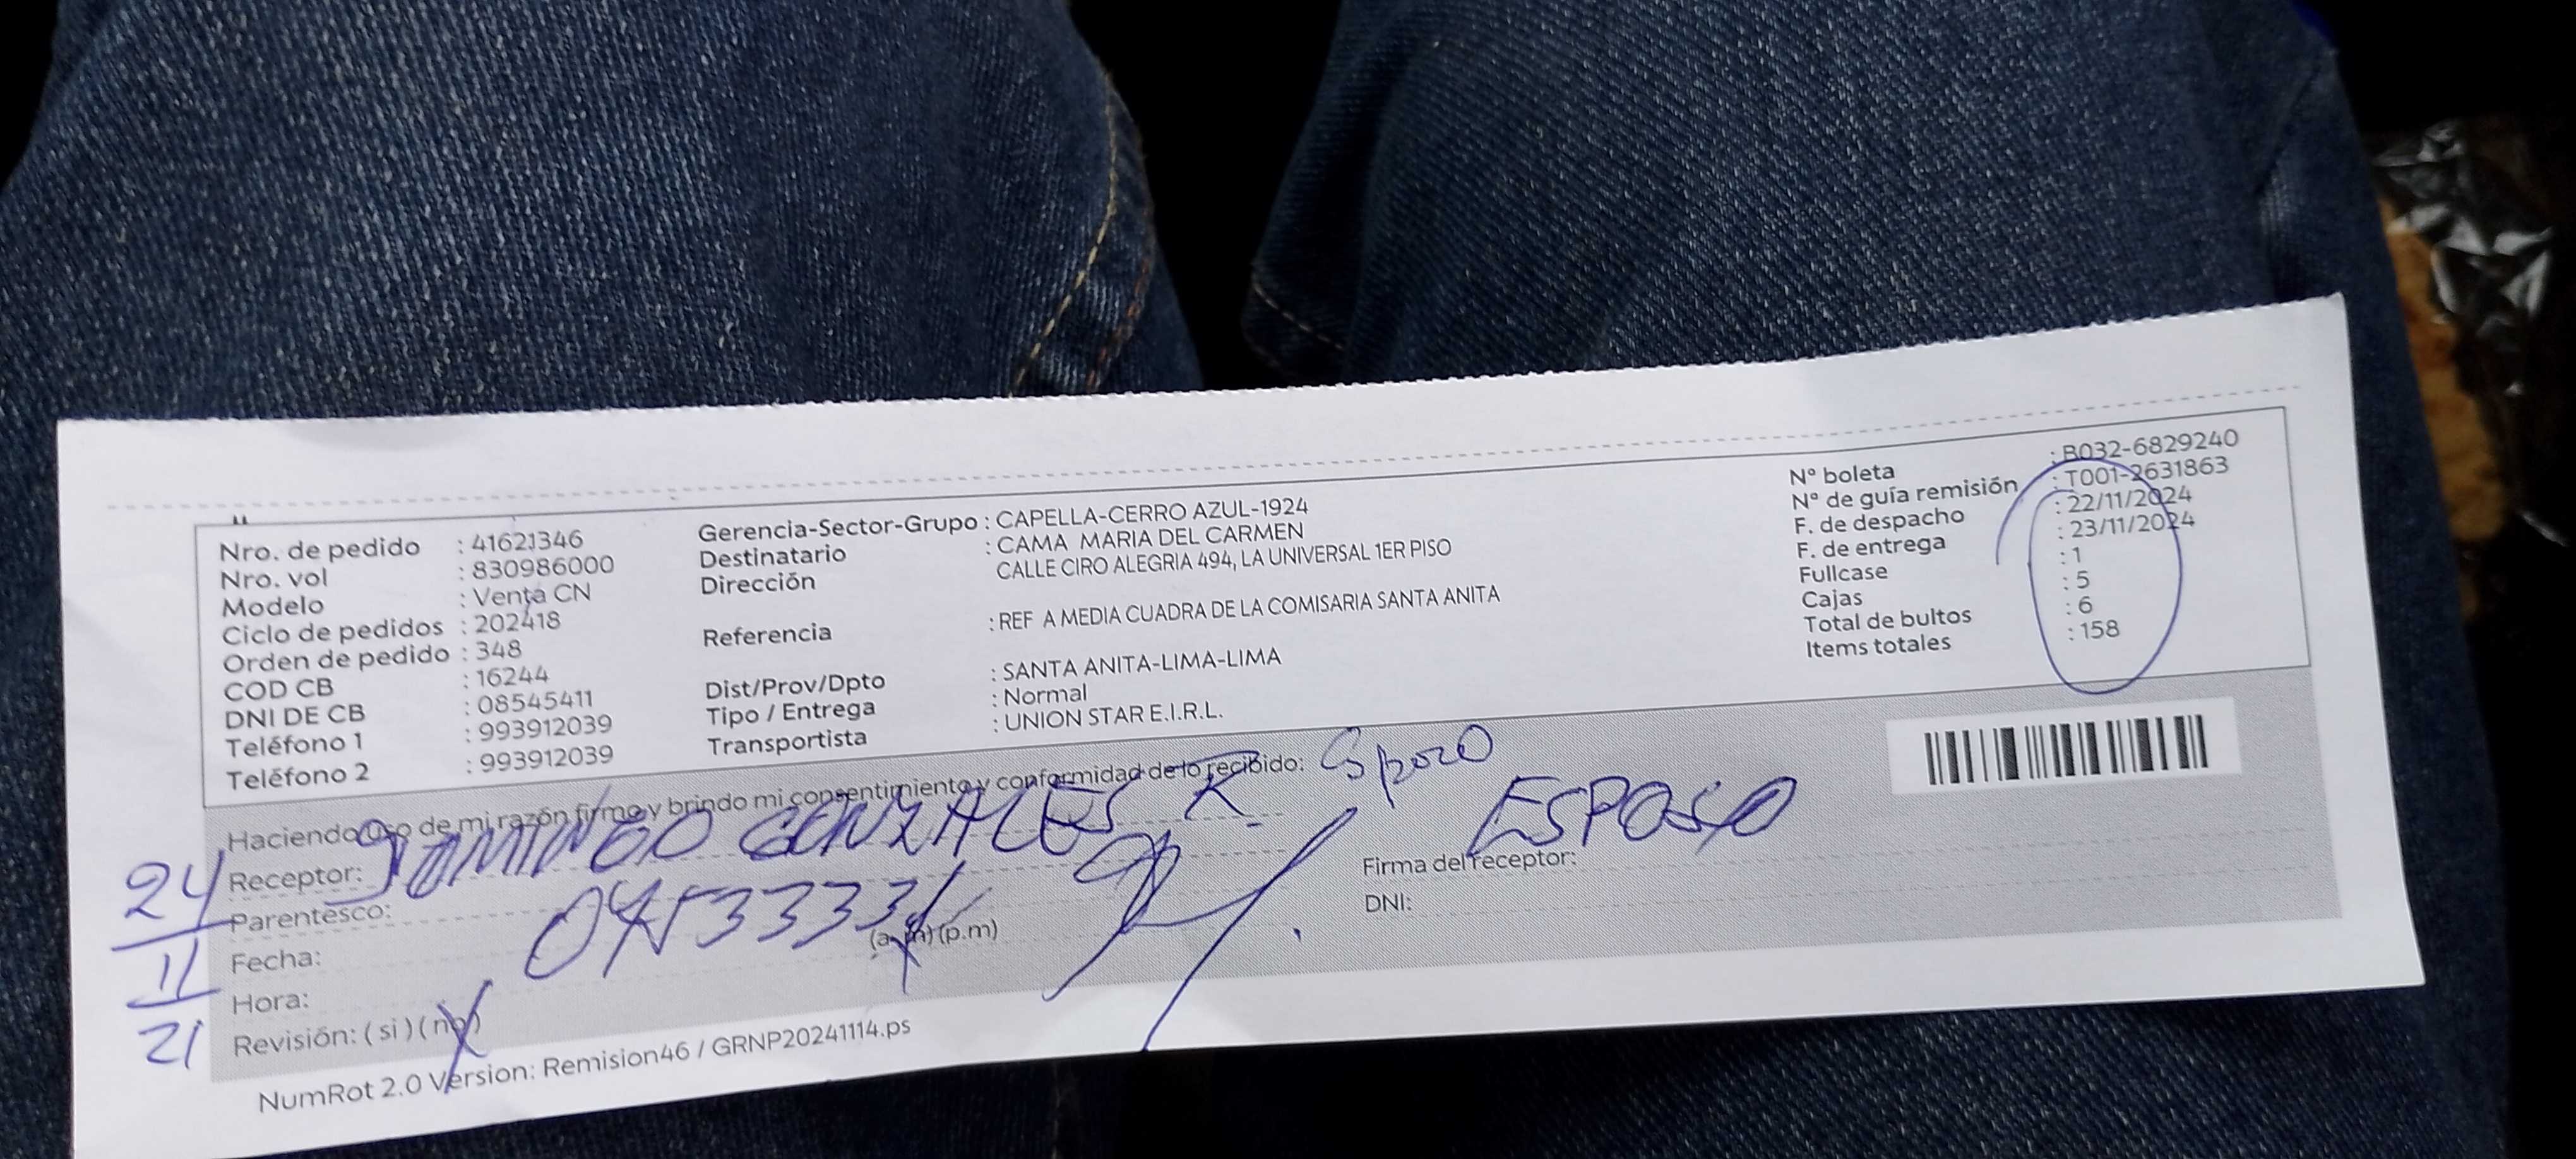 Nro. de pedido : 41621346
Nro. vol : 830986000
Modelo : Venta CN
Ciclo de pedidos : 202418
Orden de pedido : 348
COD CB : 16244
DNI DE CB : 08545411
Teléfono 1 : 993912039
Teléfono 2 : 993912039
Gerencia-Sector-Grupo : CAPELLA-CERRO AZUL-1924
Destinatario : CAMA MARIA DEL CARMEN
Dirección CALLE CIRO ALEGRIA 494, LA UNIVERSAL 1ER PISO
Referencia : REF A MEDIA CUADRA DE LA COMISARIA SANTA ANITA
Dist/Prov/Dpto : SANTA ANITA-LIMA-LIMA
Tipo / Entrega : Normal
Transportista : UNION STAR E.I.R.L.
Nº boleta : B032-6829240
Nº de guía remisión : T001-2631863
F. de despacho : 22/11/2024
F. de entrega : 23/11/2024
Fullcase : 1
Cajas : 5
Total de bultos : 6
Items totales : 158
Haciendo uso de mi razón firmo y brindo mi consentimiento y conformidad de lo recibido: Esposo
Receptor: DOMINGO GONZALES R.
Parentesco:
Fecha:
Hora: (a.m) (p.m)
Revisión: ( si ) ( no )
24
11
21
ESPOSO
Firma del receptor:
DNI:
NumRot 2.0 Version: Remision46 / GRNP20241114.ps